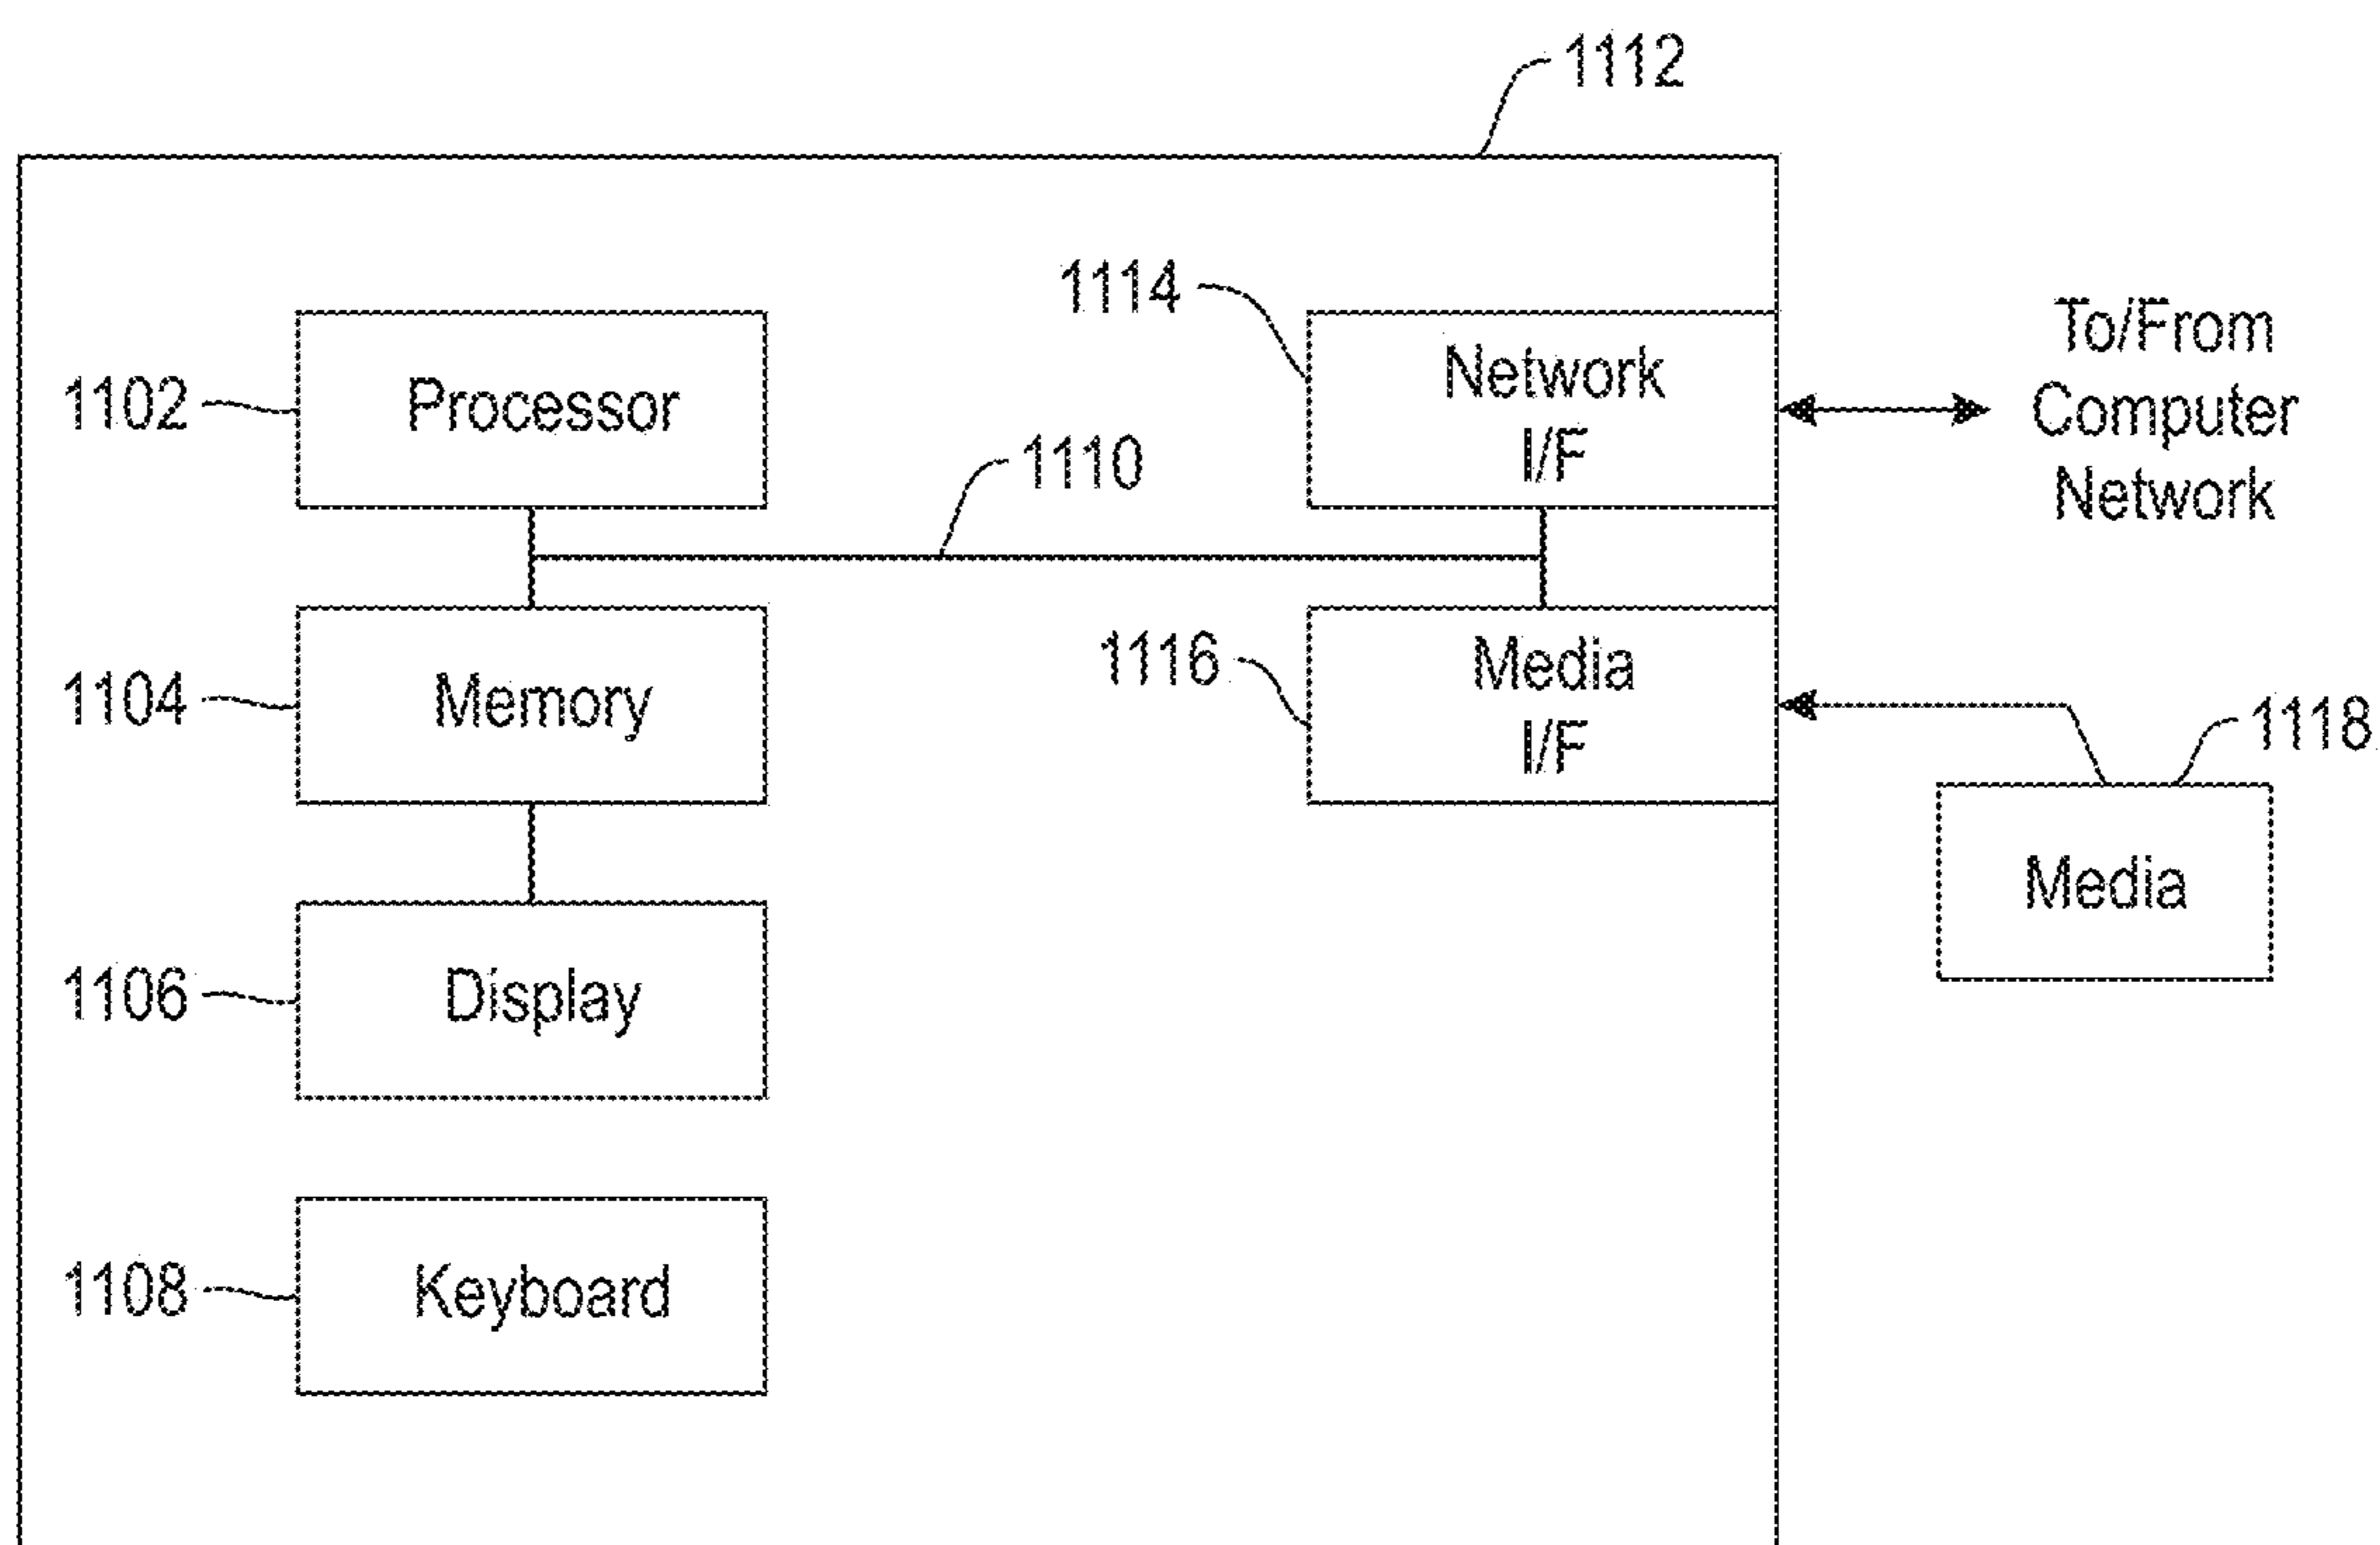 1112
1114
Network
I/F
To/From
Computer
Network
1102
Processor
1110
1104
Memory
1116
Media
I/F
1118
Media
1106
Display
1108
Keyboard